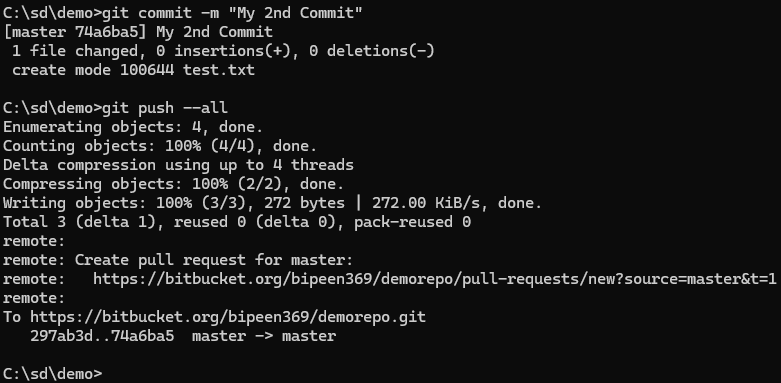 C:\sd\demo>git commit -m "My 2nd Commit"
[master 74a6ba5] My 2nd Commit
 1 file changed, 0 insertions(+), 0 deletions(-)
 create mode 100644 test.txt

C:\sd\demo>git push --all
Enumerating objects: 4, done.
Counting objects: 100% (4/4), done.
Delta compression using up to 4 threads
Compressing objects: 100% (2/2), done.
Writing objects: 100% (3/3), 272 bytes | 272.00 KiB/s, done.
Total 3 (delta 1), reused 0 (delta 0), pack-reused 0
remote:
remote: Create pull request for master:
remote:   https://bitbucket.org/bipeen369/demorepo/pull-requests/new?source=master&t=1
remote:
To https://bitbucket.org/bipeen369/demorepo.git
   297ab3d..74a6ba5  master -> master

C:\sd\demo>